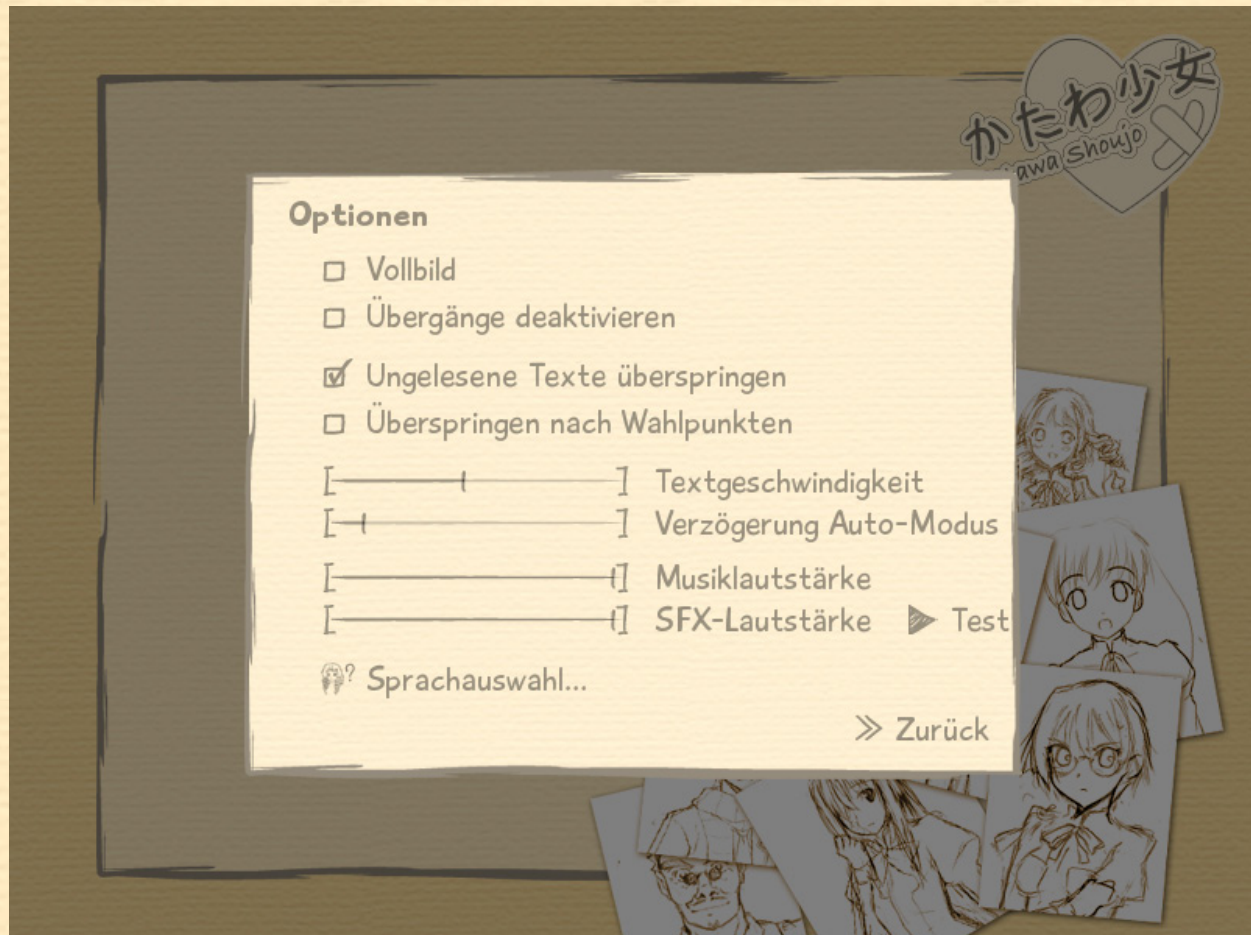 かたわ少女
awa Shoujo
Optionen
Vollbild
Übergänge deaktivieren
Ungelesene Texte überspringen
Überspringen nach Wahlpunkten
Textgeschwindigkeit
Verzögerung Auto-Modus
Musiklautstärke
SFX-Lautstärke Test
? Sprachauswahl...
>> Zurück